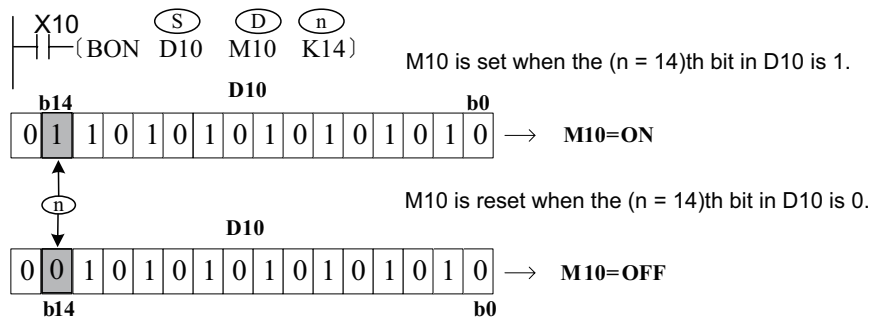 X10 S D n
(BON D10 M10 K14)
M10 is set when the (n = 14)th bit in D10 is 1.
D10
b14 b0
0 1 1 0 1 0 1 0 1 0 1 0 1 0 1 0 → M10=ON
n
M10 is reset when the (n = 14)th bit in D10 is 0.
D10
0 0 1 0 1 0 1 0 1 0 1 0 1 0 1 0 → M10=OFF
b14 b0